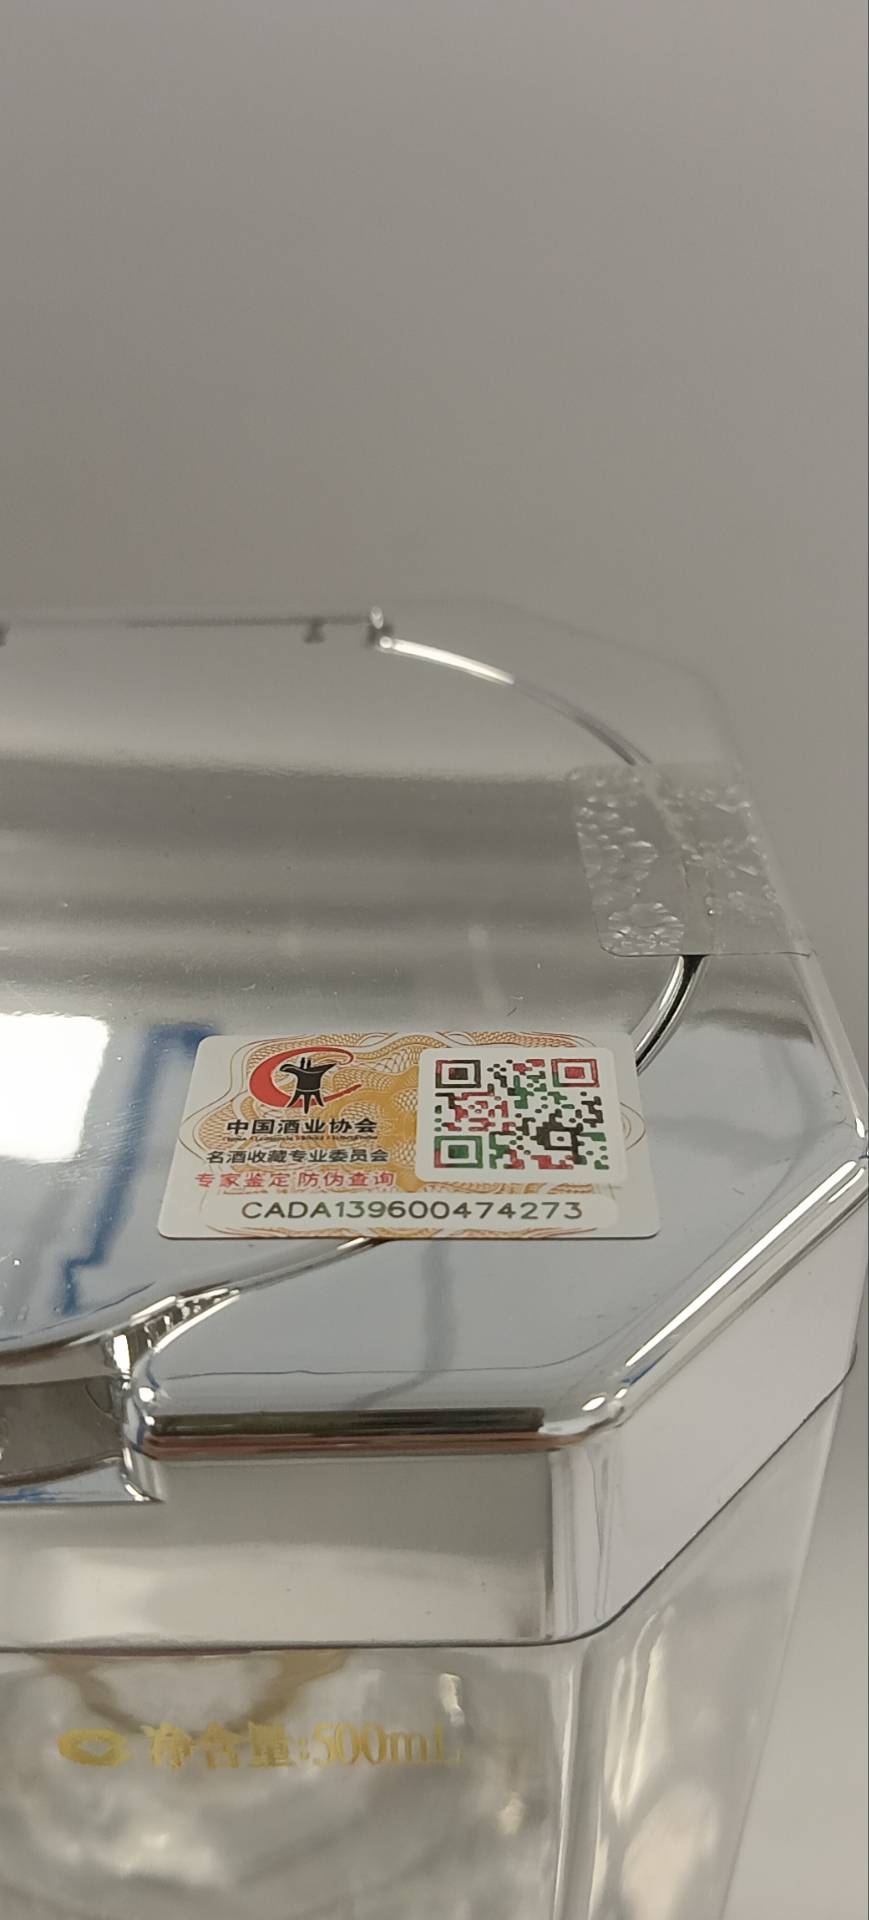 中国酒业协会
名酒收藏专业委员会
专家鉴定 防伪查询
CADA139600474273
净含量:500mL